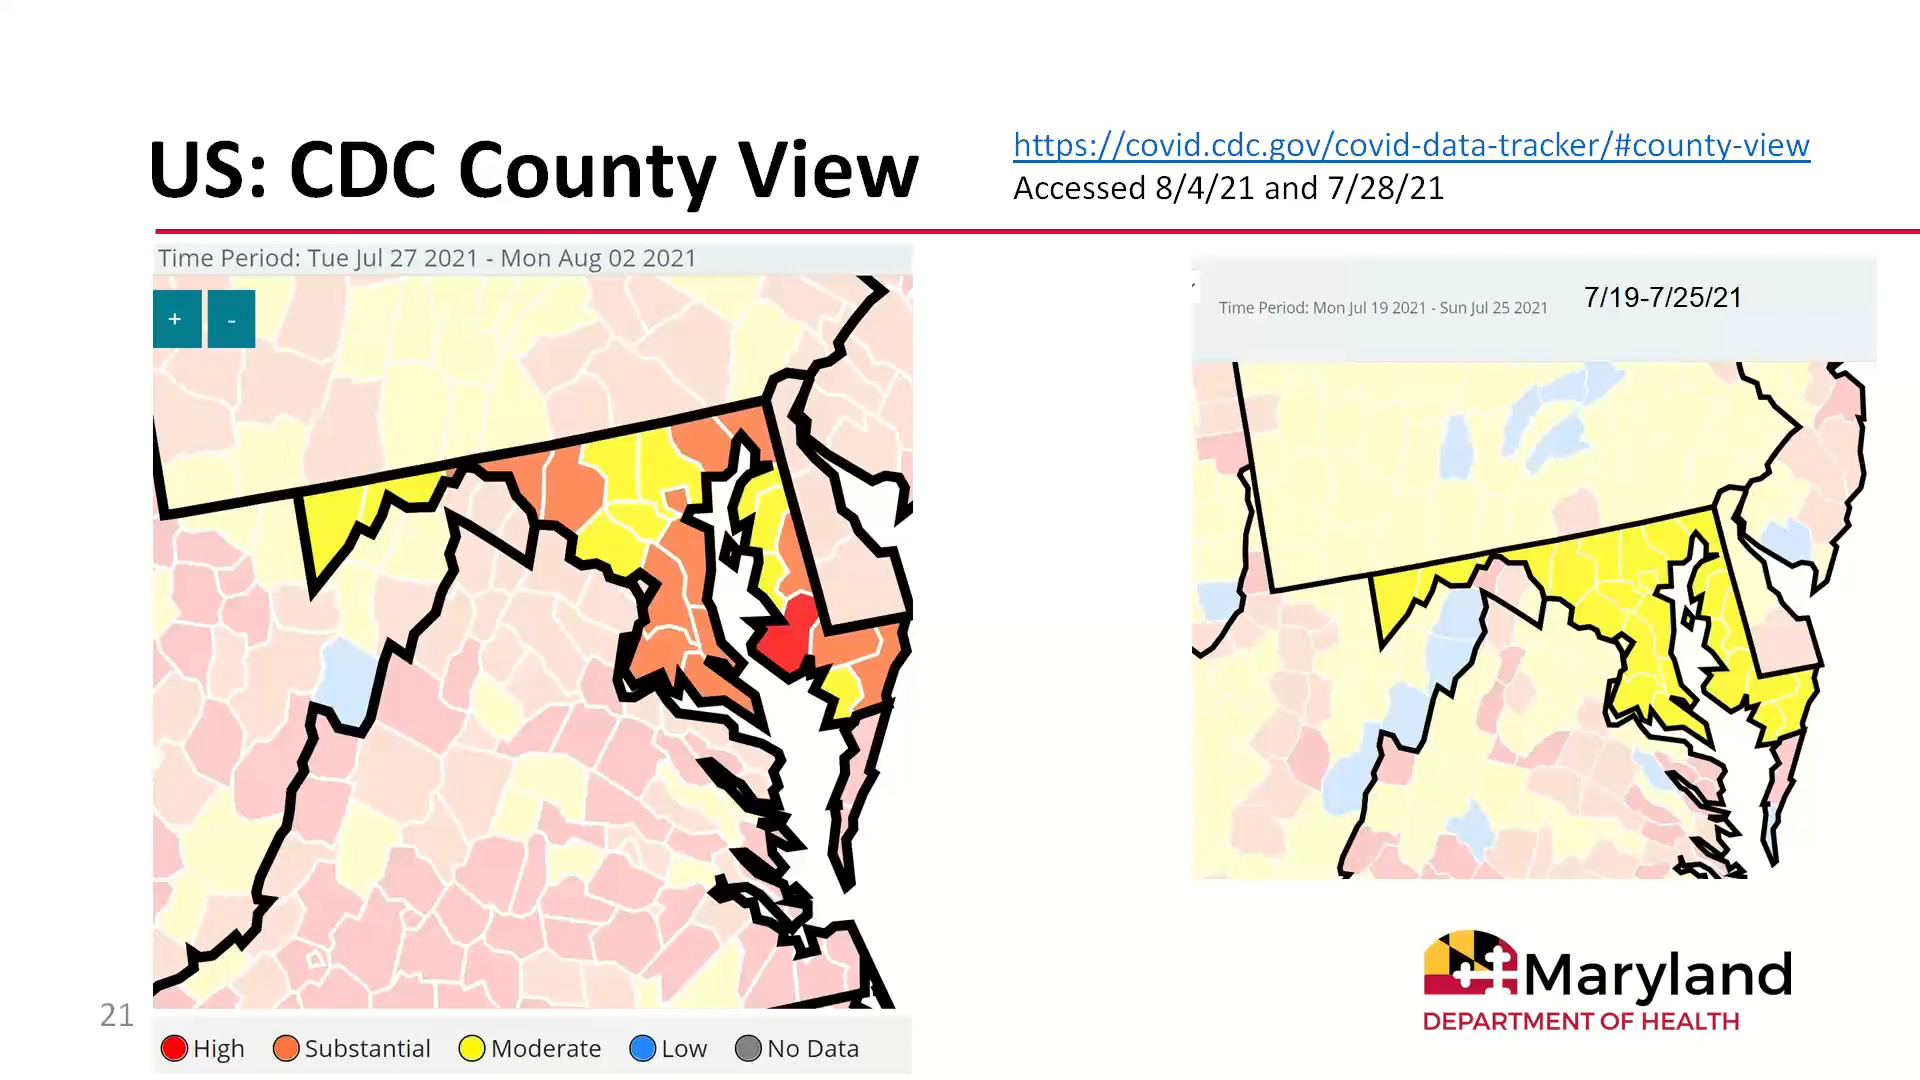 US: CDC County View
https://covid.cdc.gov/covid-data-tracker/#county-view
Accessed 8/4/21 and 7/28/21
Time Period: Tue Jul 27 2021 - Mon Aug 02 2021
+ -
Time Period: Mon Jul 19 2021 - Sun Jul 25 2021
7/19-7/25/21
Maryland
DEPARTMENT OF HEALTH
21
High Substantial Moderate Low No Data